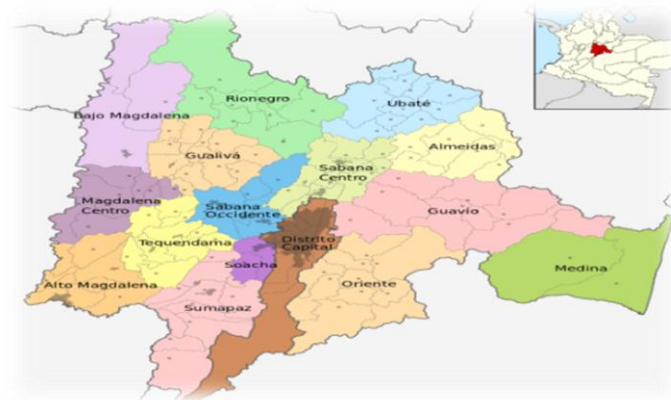 Rionegro
Ubaté
Bajo Magdalena
Almeidas
Gualivá
Sabana
Centro
Magdalena
Centro
Sabana
Occidente
Guavio
Tequendama
Distrito
Capital
Soacha
Medina
Alto Magdalena
Oriente
Sumapaz